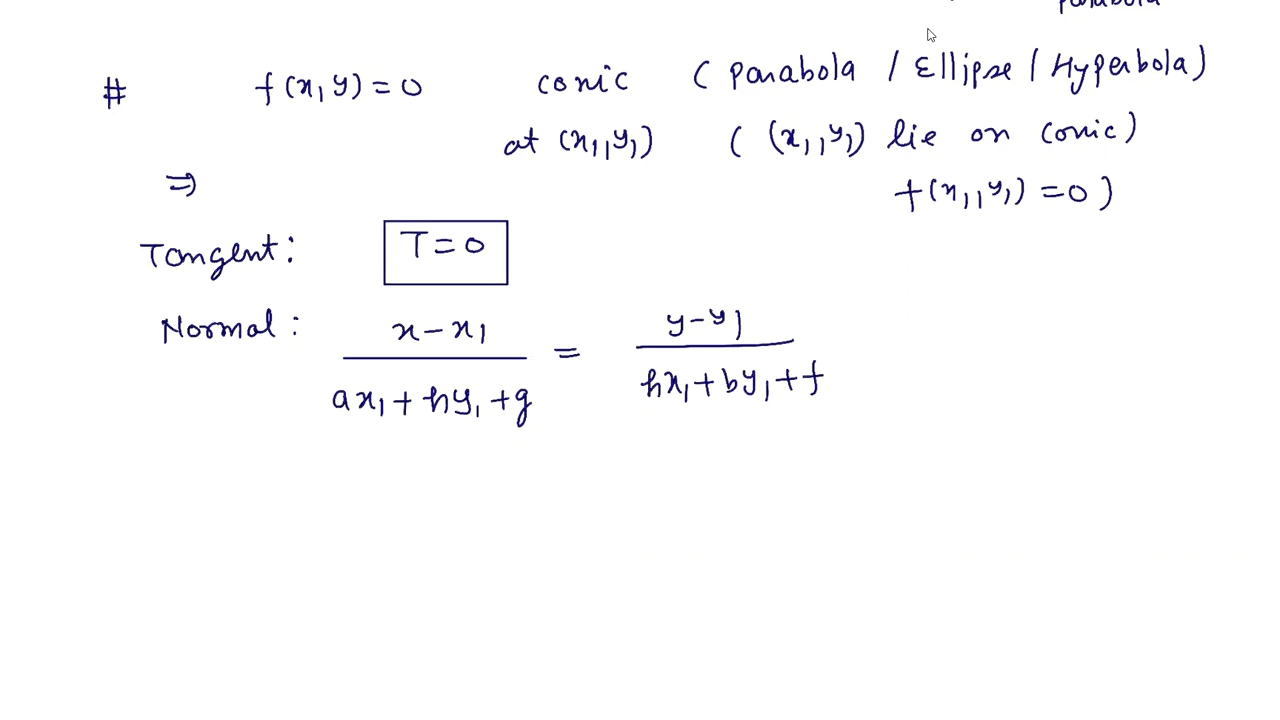 parabola
# f(x,y)=0 conic (parabola / Ellipse / Hyperbola)
at (x₁,y₁) ( (x₁,y₁) lie on conic)
⇒ f(x₁,y₁)=0)
Tangent: T=0
Normal: x-x₁ / ax₁+hy₁+g = y-y₁ / hx₁+by₁+f